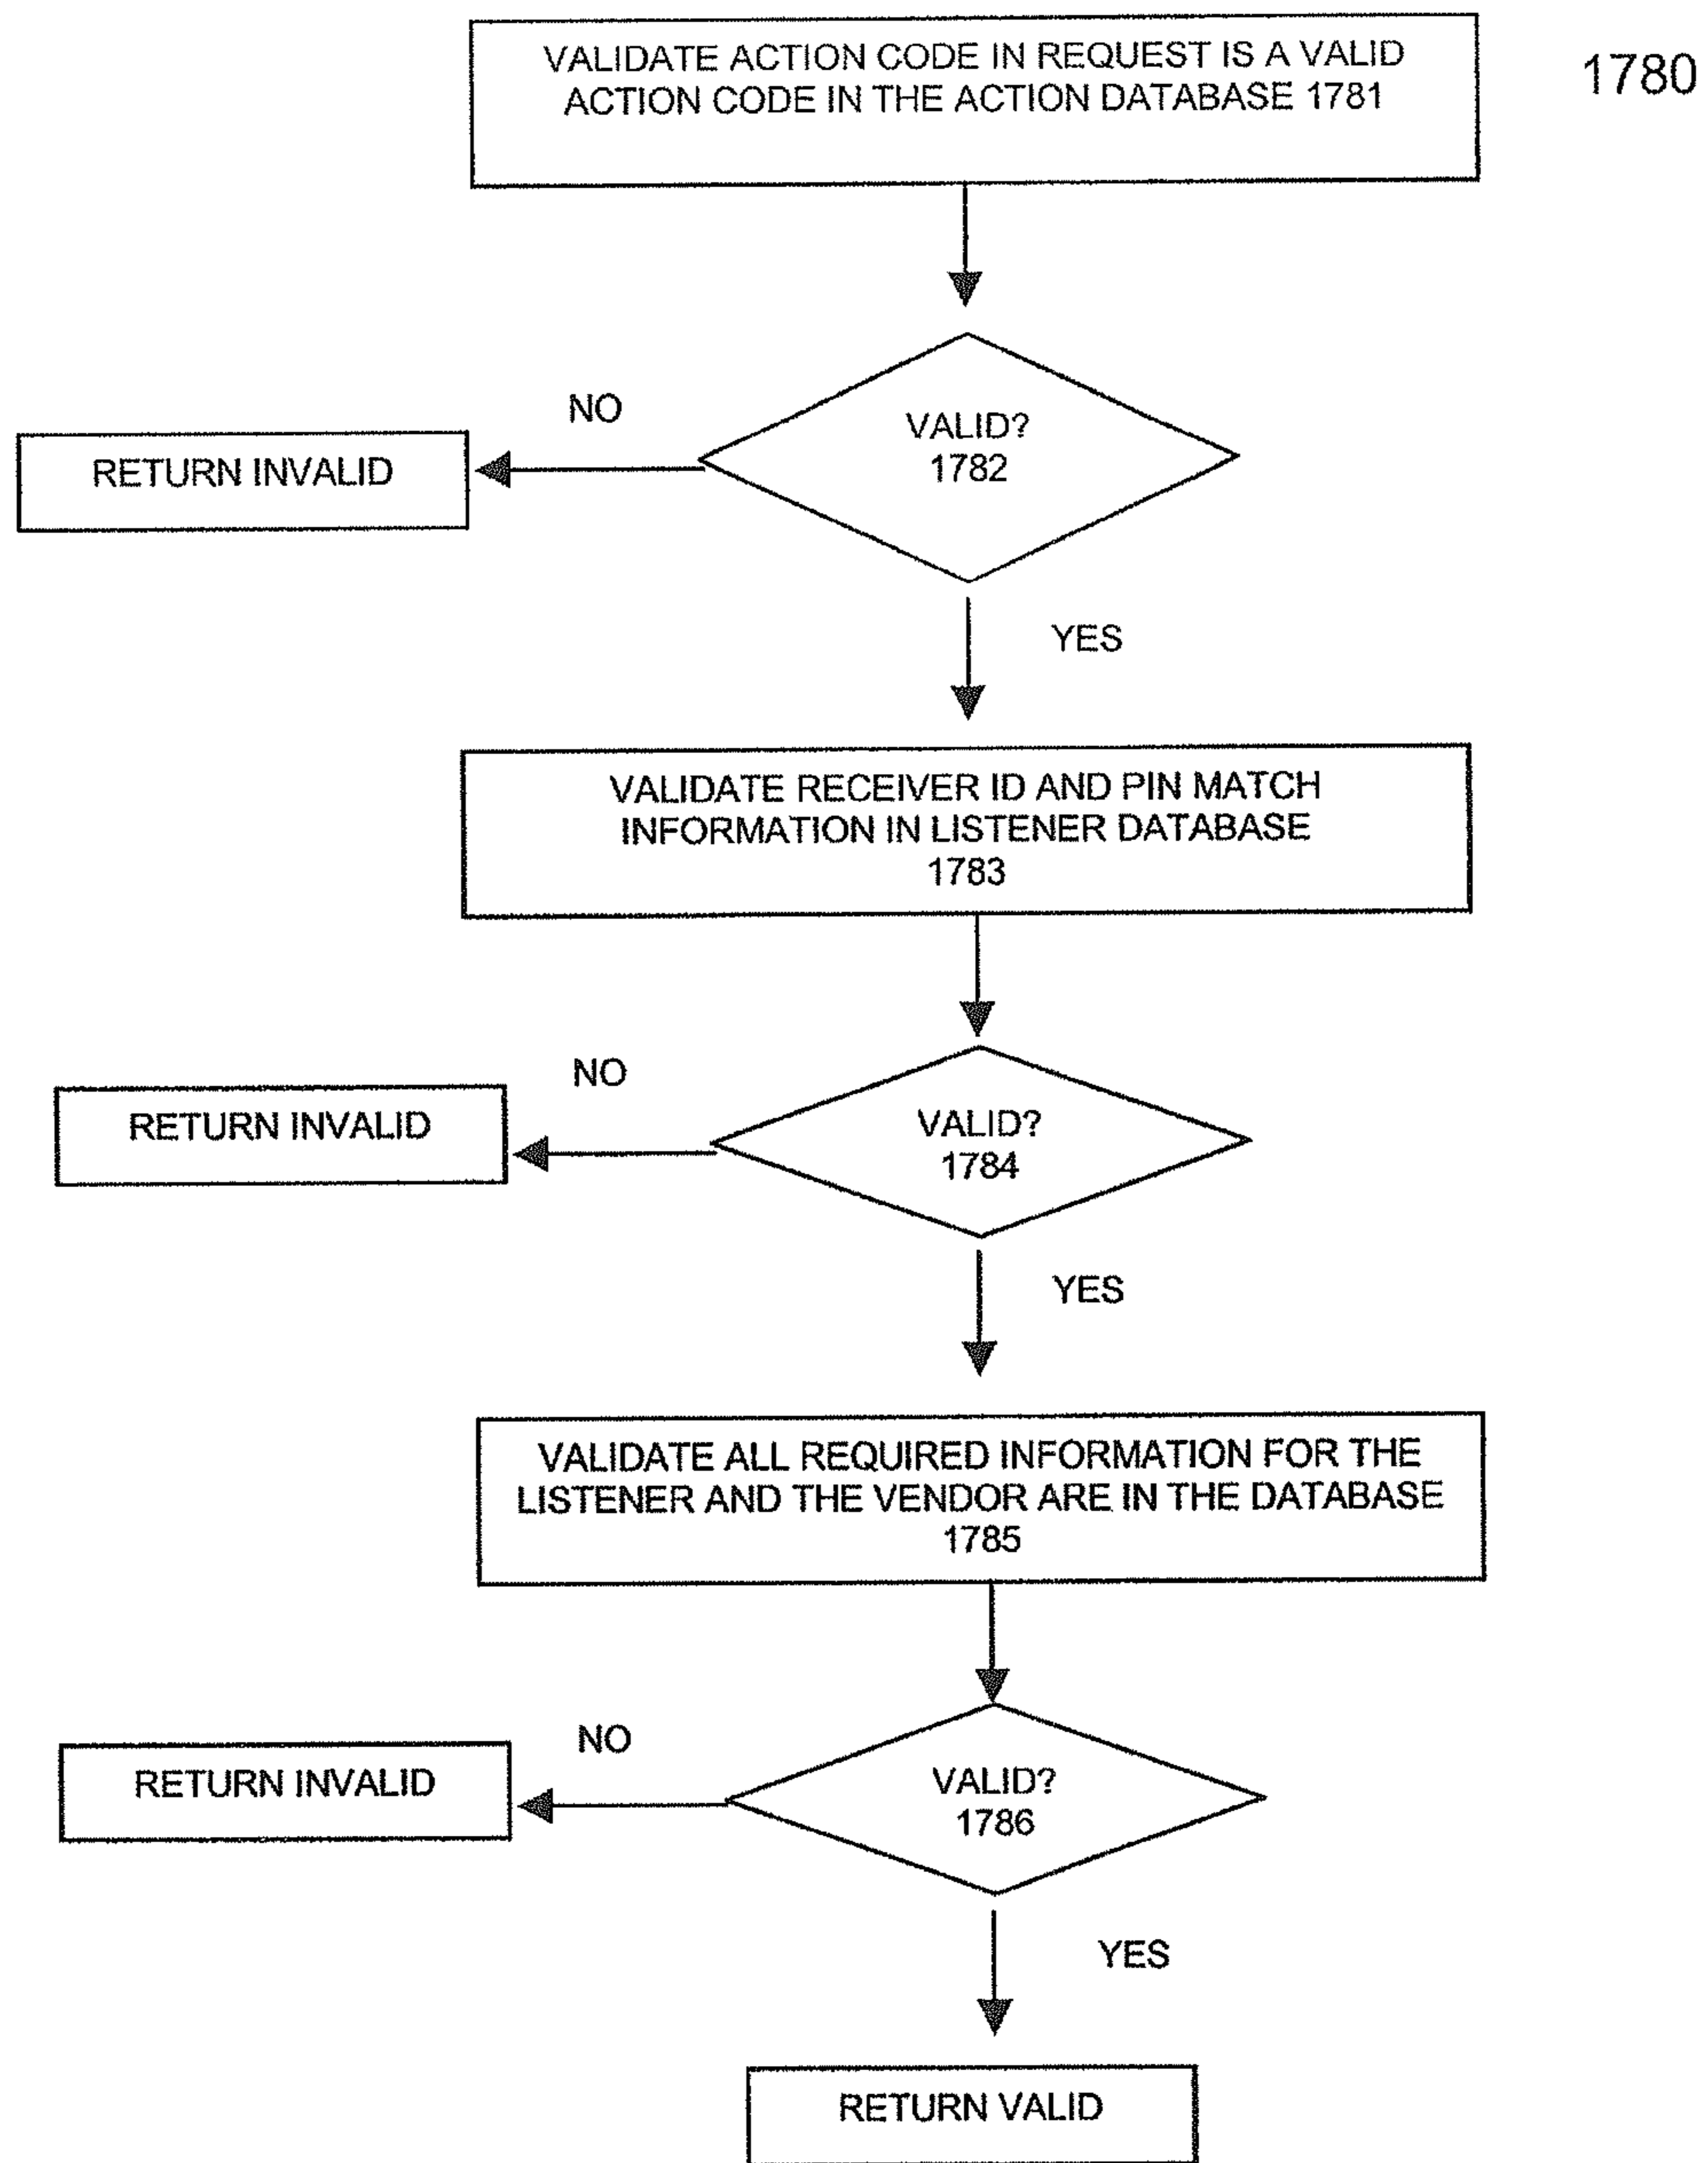 VALIDATE ACTION CODE IN REQUEST IS A VALID
ACTION CODE IN THE ACTION DATABASE 1781
1780
VALID?
1782
NO
RETURN INVALID
YES
VALIDATE RECEIVER ID AND PIN MATCH
INFORMATION IN LISTENER DATABASE
1783
VALID?
1784
NO
RETURN INVALID
YES
VALIDATE ALL REQUIRED INFORMATION FOR THE
LISTENER AND THE VENDOR ARE IN THE DATABASE
1785
VALID?
1786
NO
RETURN INVALID
YES
RETURN VALID